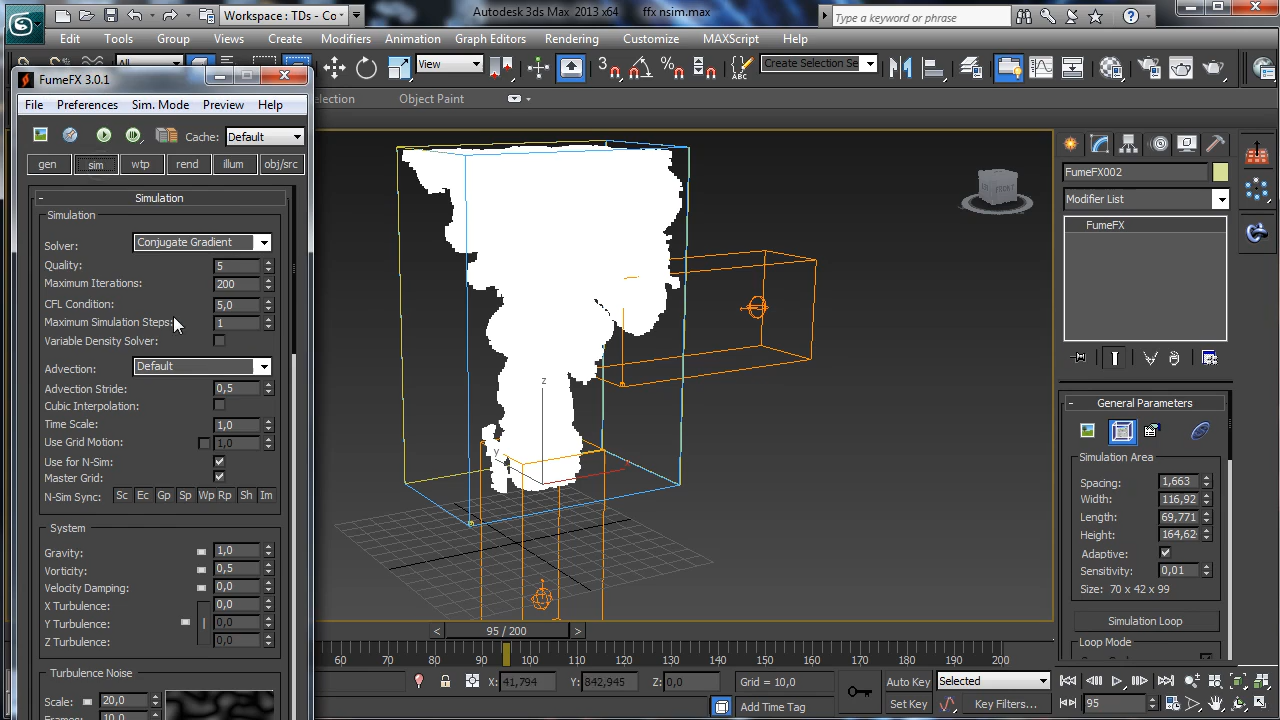 Workspace : TDs - Co
Autodesk 3ds Max 2013 x64 ffx nsim.max
Type a keyword or phrase
Edit Tools Group Views Create Modifiers Animation Graph Editors Rendering Customize MAXScript Help
All View Create Selection Se
election Object Paint
FumeFX 3.0.1
File Preferences Sim. Mode Preview Help
Cache: Default
gen sim wtp rend illum obj/src
- Simulation
Simulation
Solver: Conjugate Gradient
Quality: 5
Maximum Iterations: 200
CFL Condition: 5,0
Maximum Simulation Steps: 1
Variable Density Solver:
Advection: Default
Advection Stride: 0,5
Cubic Interpolation:
Time Scale: 1,0
Use Grid Motion: 1,0
Use for N-Sim:
Master Grid:
N-Sim Sync: Sc Ec Gp Sp Wp Rp Sh Im
System
Gravity: 1,0
Vorticity: 0,5
Velocity Damping: 0,0
X Turbulence: 0,0
Y Turbulence: 0,0
Z Turbulence: 0,0
Turbulence Noise
Scale: 20,0
Frames: 10,0
z
y
x
FumeFX002
Modifier List
FumeFX
- General Parameters
Simulation Area
Spacing: 1,663
Width: 116,92
Length: 69,771
Height: 164,62
Adaptive:
Sensitivity: 0,01
Size: 70 x 42 x 99
Simulation Loop
Loop Mode
< 95 / 200 >
60 70 80 90 100 110 120 130 140 150 160 170 180 190 200
X: 41,794 Y: 842,945 Z: 0,0 Grid = 10,0 Auto Key Selected
Add Time Tag Set Key Key Filters... 95